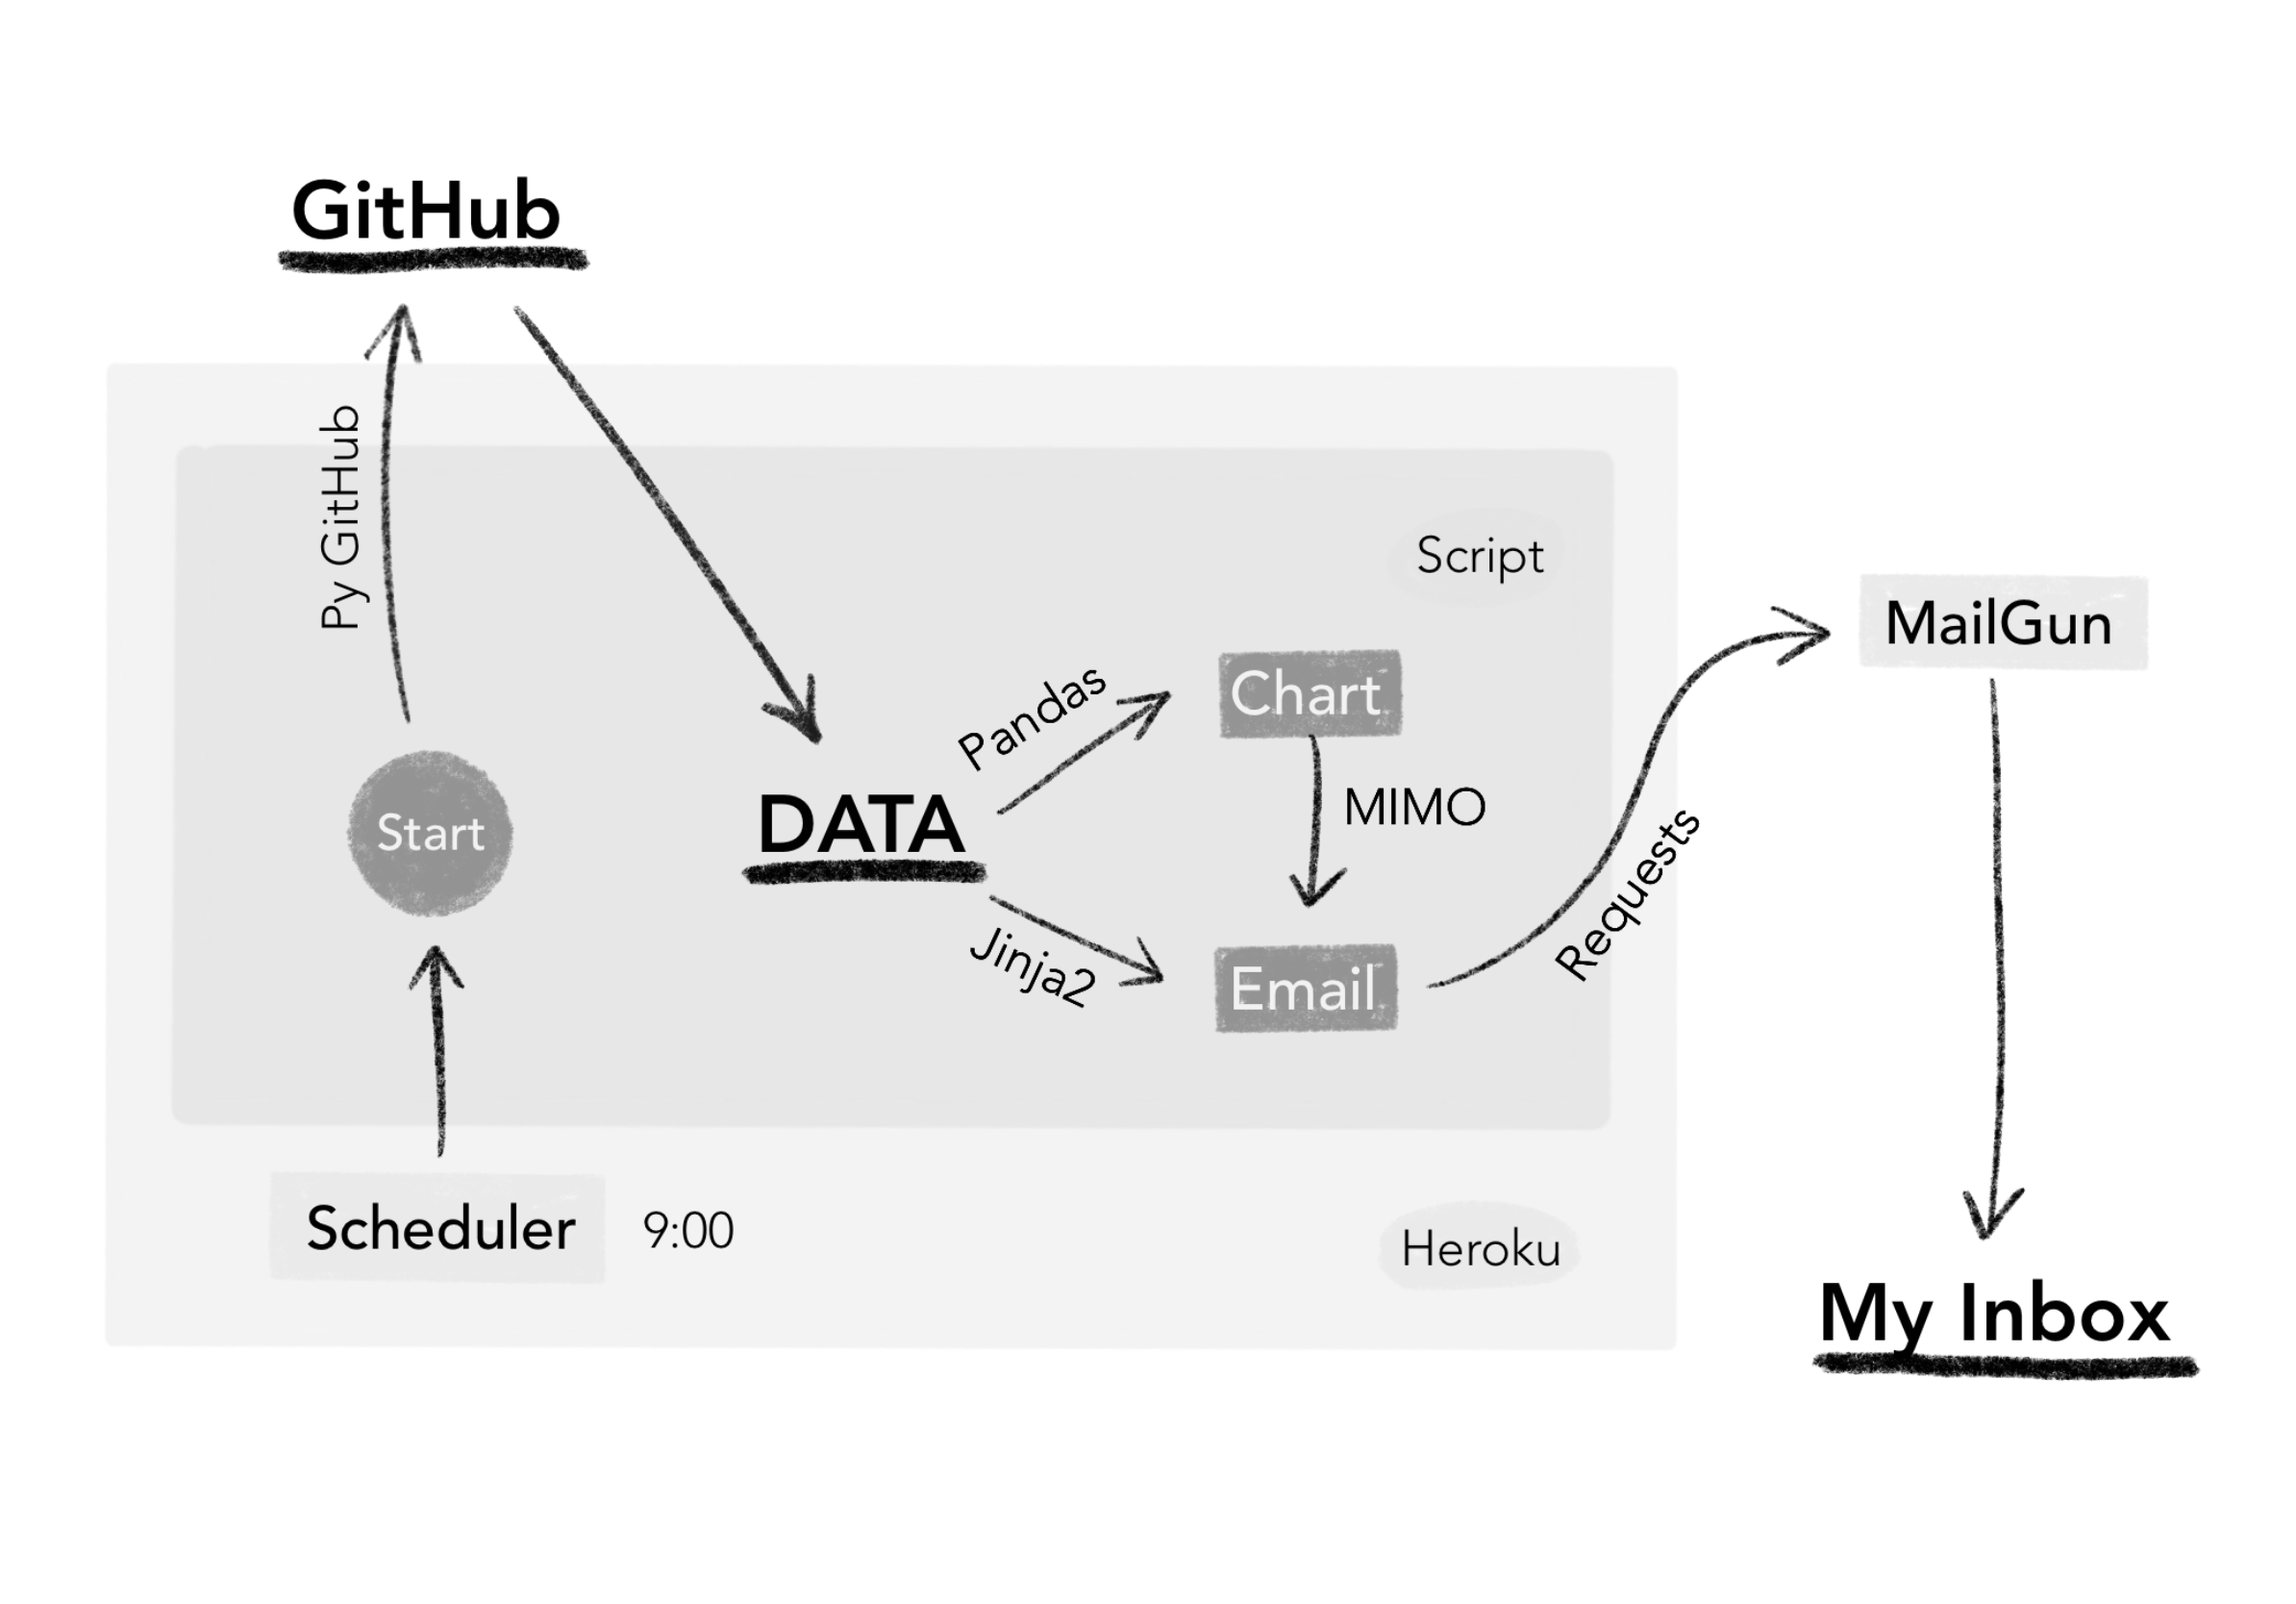 GitHub
Py GitHub
Script
MailGun
Pandas
Chart
MIMO
Start
DATA
Requests
Jinja2
Email
Scheduler
9:00
Heroku
My Inbox